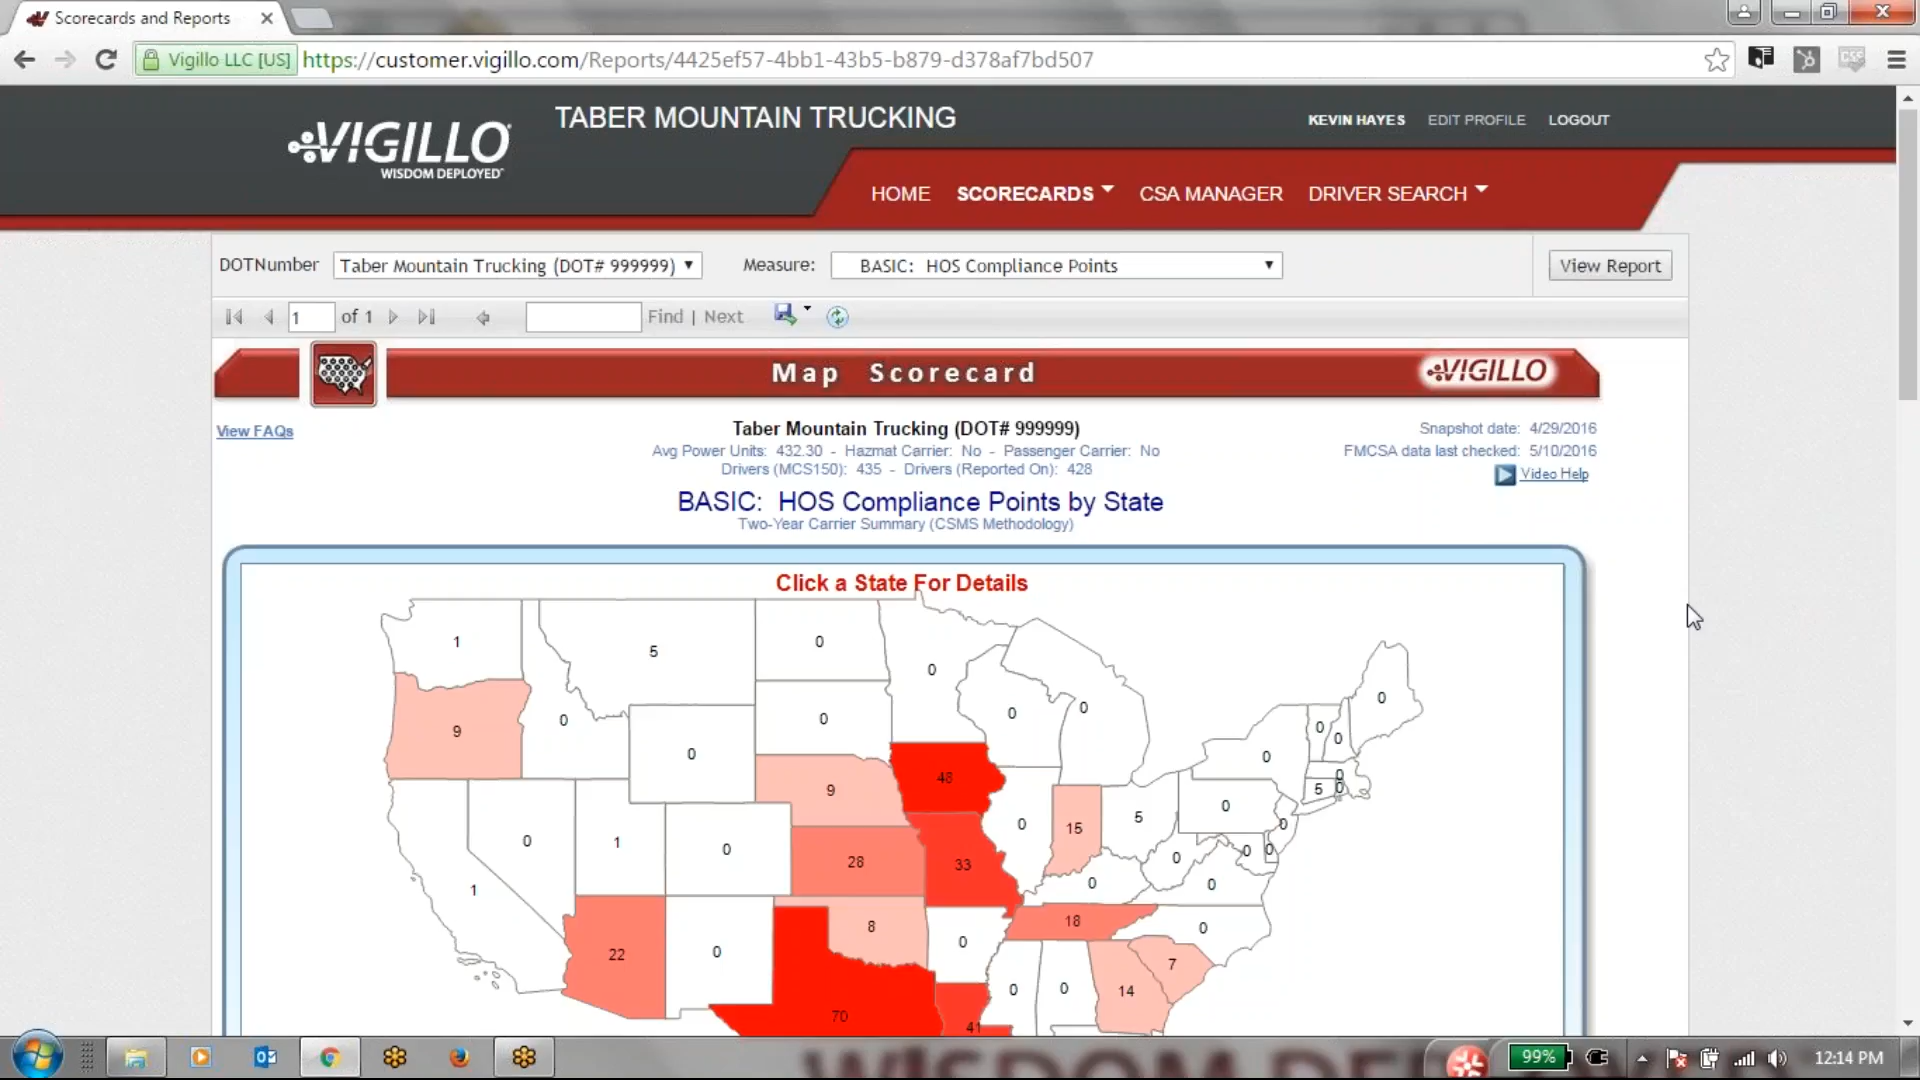 Scorecards and Reports
Vigillo LLC [US] https://customer.vigillo.com/Reports/4425ef57-4bb1-43b5-b879-d378af7bd507
VIGILLO
WISDOM DEPLOYED
TABER MOUNTAIN TRUCKING
KEVIN HAYES EDIT PROFILE LOGOUT
HOME SCORECARDS CSA MANAGER DRIVER SEARCH
DOTNumber Taber Mountain Trucking (DOT# 999999) Measure: BASIC: HOS Compliance Points View Report
1 of 1 Find | Next
Map Scorecard VIGILLO
View FAQs
Taber Mountain Trucking (DOT# 999999)
Avg Power Units: 432.30 - Hazmat Carrier: No - Passenger Carrier: No
Drivers (MCS150): 435 - Drivers (Reported On): 428
Snapshot date: 4/29/2016
FMCSA data last checked: 5/10/2016
Video Help
BASIC: HOS Compliance Points by State
Two-Year Carrier Summary (CSMS Methodology)
Click a State For Details
1 5 0 0
9 0 0 0 0 0 0 0 0
0 48 9 0 0
0 5 0
1 0 1 0 28 33 0 15 5 0 0
0 0 0 0 0
22 0 8 0 18 0
70 41 0 0 14 7
99% 12:14 PM